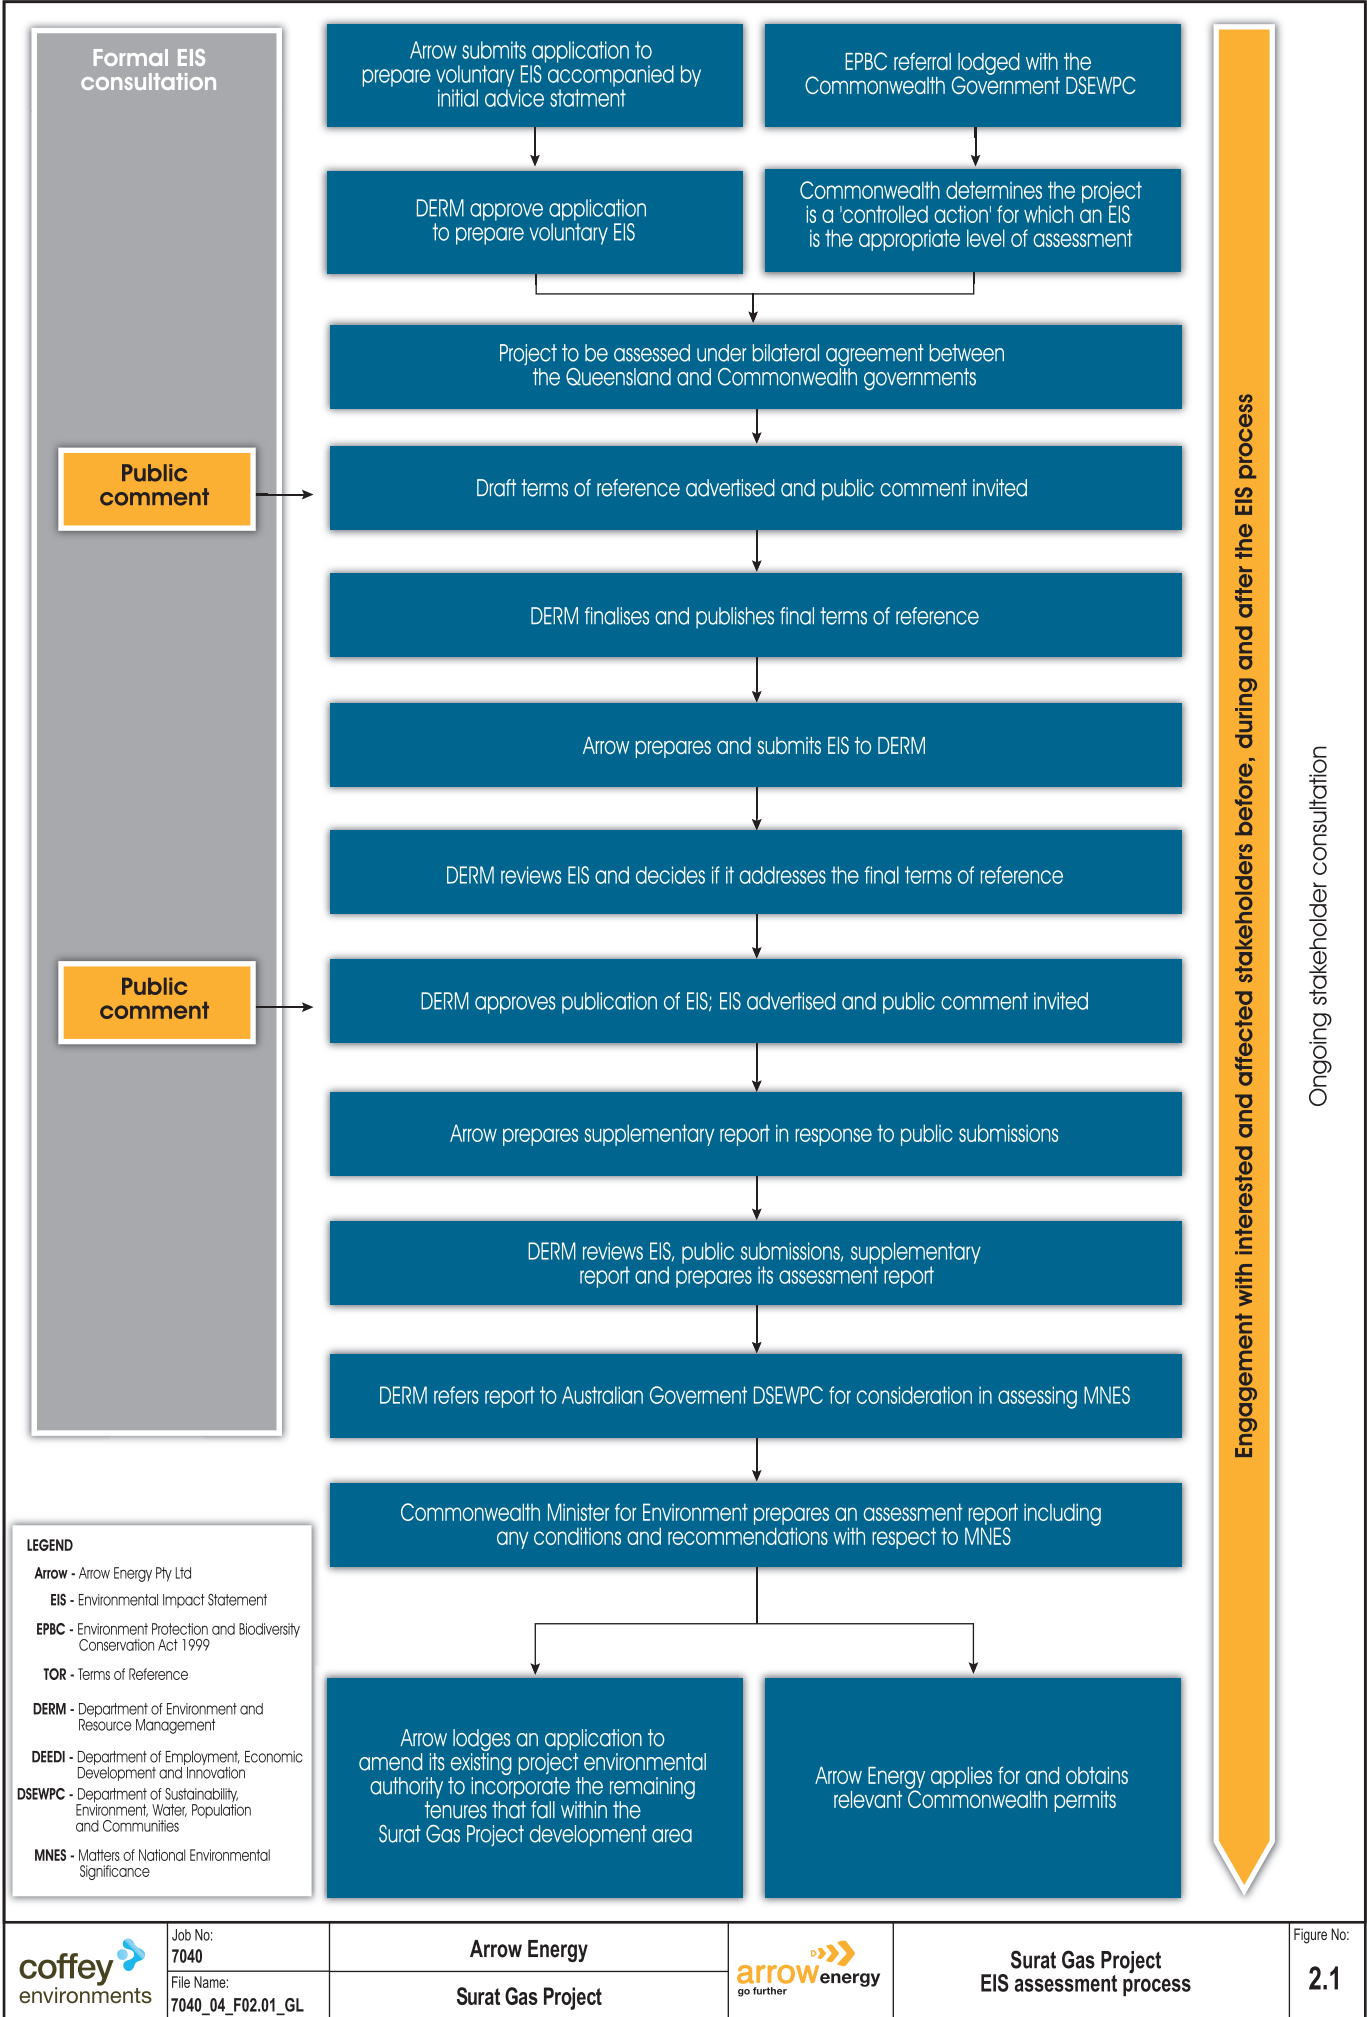 Formal EIS
consultation
Arrow submits application to
prepare voluntary EIS accompanied by
initial advice statment
EPBC referral lodged with the
Commonwealth Government DSEWPC
DERM approve application
to prepare voluntary EIS
Commonwealth determines the project
is a 'controlled action' for which an EIS
is the appropriate level of assessment
Project to be assessed under bilateral agreement between
the Queensland and Commonwealth governments
Public
comment
Draft terms of reference advertised and public comment invited
DERM finalises and publishes final terms of reference
Arrow prepares and submits EIS to DERM
DERM reviews EIS and decides if it addresses the final terms of reference
Public
comment
DERM approves publication of EIS; EIS advertised and public comment invited
Arrow prepares supplementary report in response to public submissions
DERM reviews EIS, public submissions, supplementary
report and prepares its assessment report
DERM refers report to Australian Goverment DSEWPC for consideration in assessing MNES
Commonwealth Minister for Environment prepares an assessment report including
any conditions and recommendations with respect to MNES
Arrow lodges an application to
amend its existing project environmental
authority to incorporate the remaining
tenures that fall within the
Surat Gas Project development area
Arrow Energy applies for and obtains
relevant Commonwealth permits
Engagement with interested and affected stakeholders before, during and after the EIS process
Ongoing stakeholder consultation
LEGEND
Arrow - Arrow Energy Pty Ltd
EIS - Environmental Impact Statement
EPBC - Environment Protection and Biodiversity
Conservation Act 1999
TOR - Terms of Reference
DERM - Department of Environment and
Resource Management
DEEDI - Department of Employment, Economic
Development and Innovation
DSEWPC - Department of Sustainability,
Environment, Water, Population
and Communities
MNES - Matters of National Environmental
Significance
coffey
environments
Job No:
7040
File Name:
7040_04_F02.01_GL
Arrow Energy
Surat Gas Project
arrow energy
go further
Surat Gas Project
EIS assessment process
Figure No:
2.1